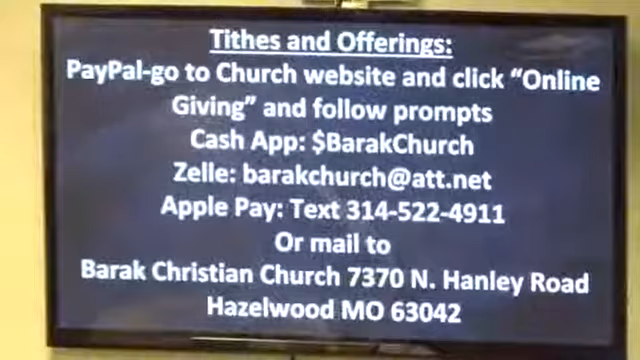 Tithes and Offerings:
PayPal-go to Church website and click “Online
Giving” and follow prompts
Cash App: $BarakChurch
Zelle: barakchurch@att.net
Apple Pay: Text 314-522-4911
Or mail to
Barak Christian Church 7370 N. Hanley Road
Hazelwood MO 63042